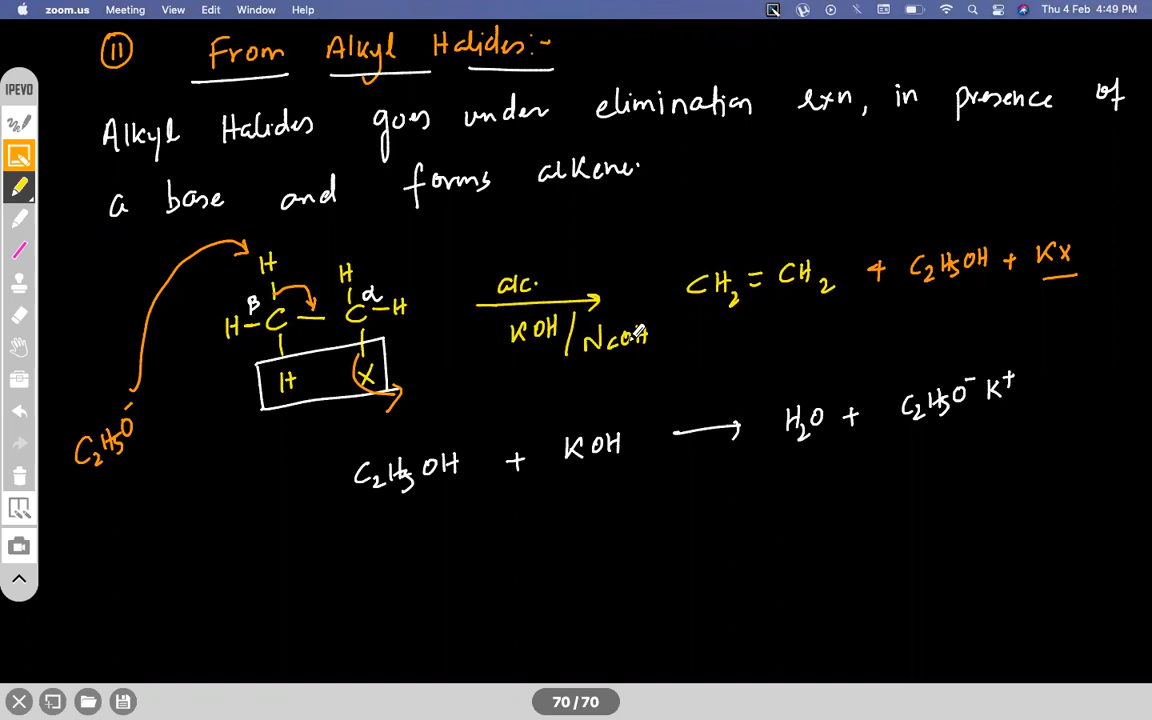 zoom.us Meeting View Edit Window Help Thu 4 Feb 4:49 PM
IPEVO
(11) From Alkyl Halides:-
Alkyl Halides goes under elimination rxn, in presence of
a base and forms alkene.
H H
β α
H-C-C-H
H X
alc.
KOH/NaOH
CH2=CH2 + C2H5OH + KX
C2H5O-
C2H5OH + KOH → H2O + C2H5O-K+
70/70